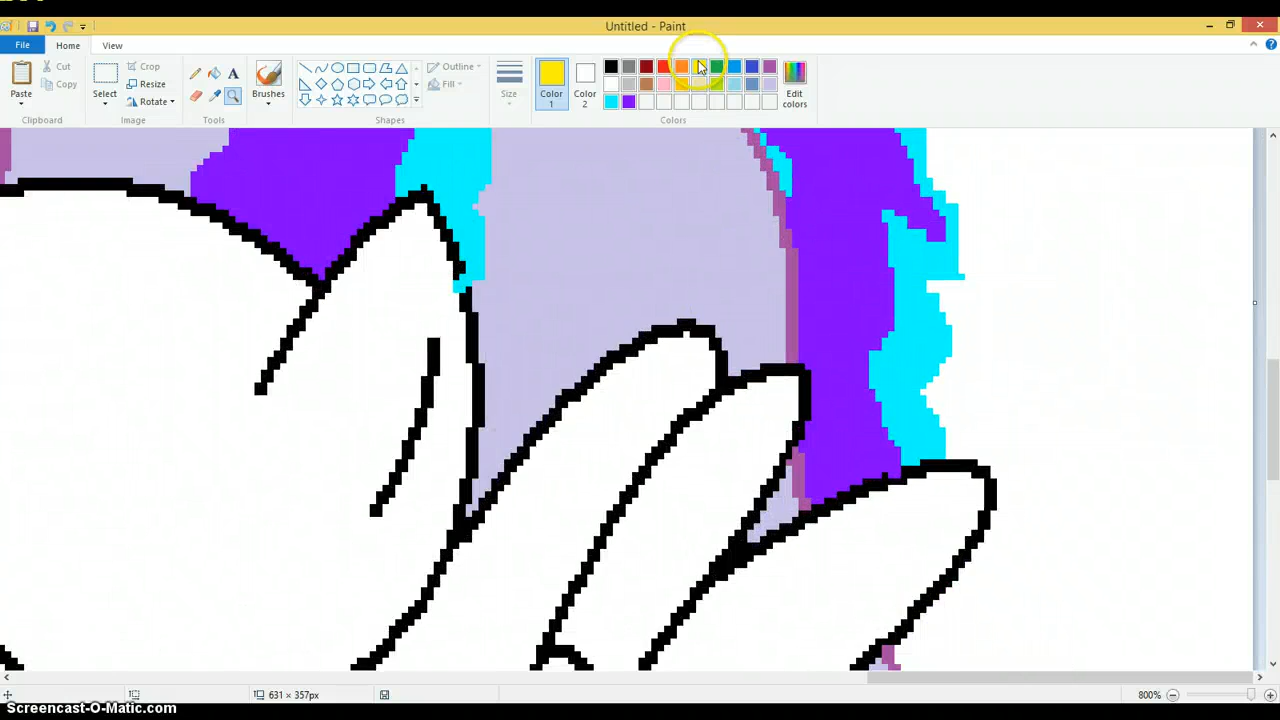 Untitled - Paint
File Home View
Cut Crop Outline
Copy Resize Fill
Paste Select Rotate Brushes Size Color 1 Color 2 Edit colors
Clipboard Image Tools Shapes Colors
631 × 357px 800%
Screencast-O-Matic.com